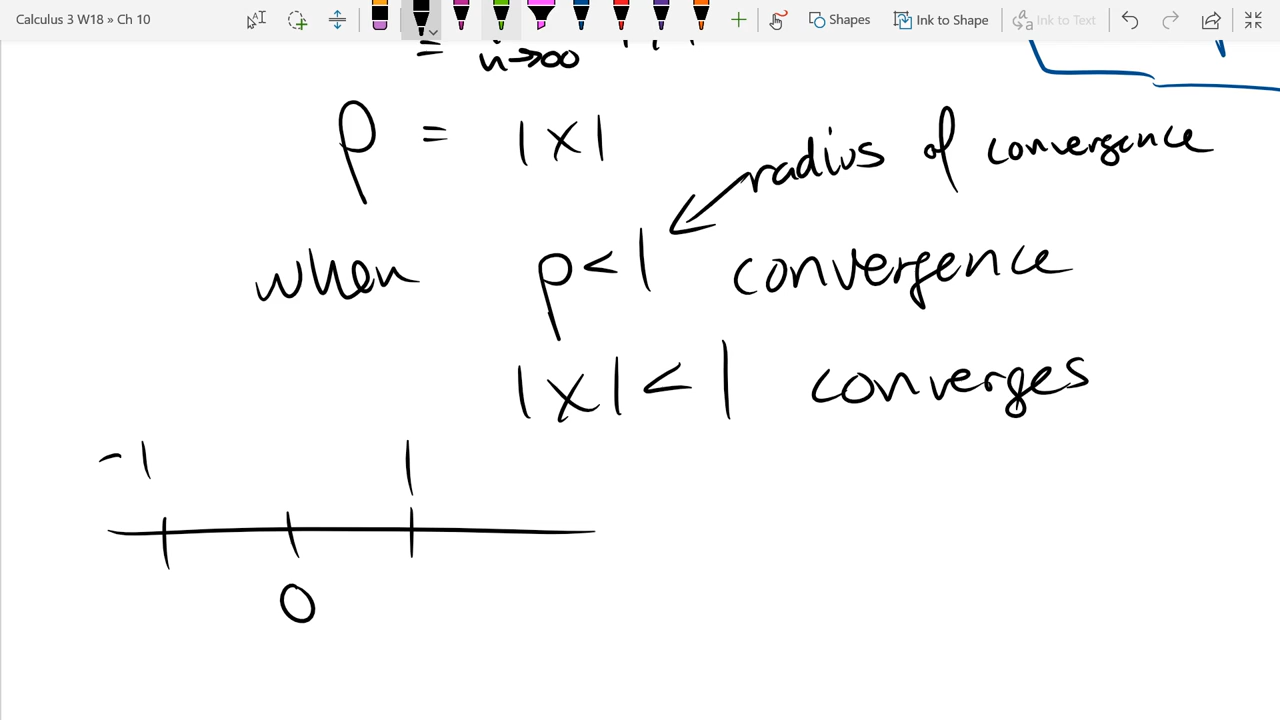 Calculus 3 W18 » Ch 10
Shapes
Ink to Shape
Ink to Text
= n→∞
ρ = |x|
radius of convergence
when ρ < 1 convergence
|x| < 1 converges
-1 1
0